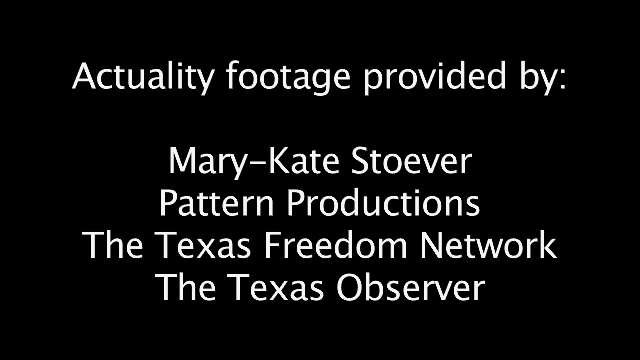 Actuality footage provided by:
Mary-Kate Stoever
Pattern Productions
The Texas Freedom Network
The Texas Observer